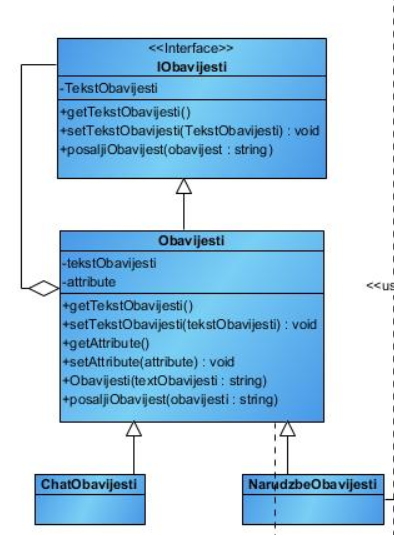 <<Interface>>
IObavijesti
-TekstObavijesti
+getTekstObavijesti()
+setTekstObavijesti(TekstObavijesti) : void
+posaljiObavijest(obavijest : string)
Obavijesti
-tekstObavijesti
-attribute
+getTekstObavijesti()
+setTekstObavijesti(tekstObavijesti) : void
+getAttribute()
+setAttribute(attribute) : void
+Obavijesti(textObavijesti : string)
+posaljiObavijest(obavijesti : string)
<<us
ChatObavijesti
NarudzbeObavijesti